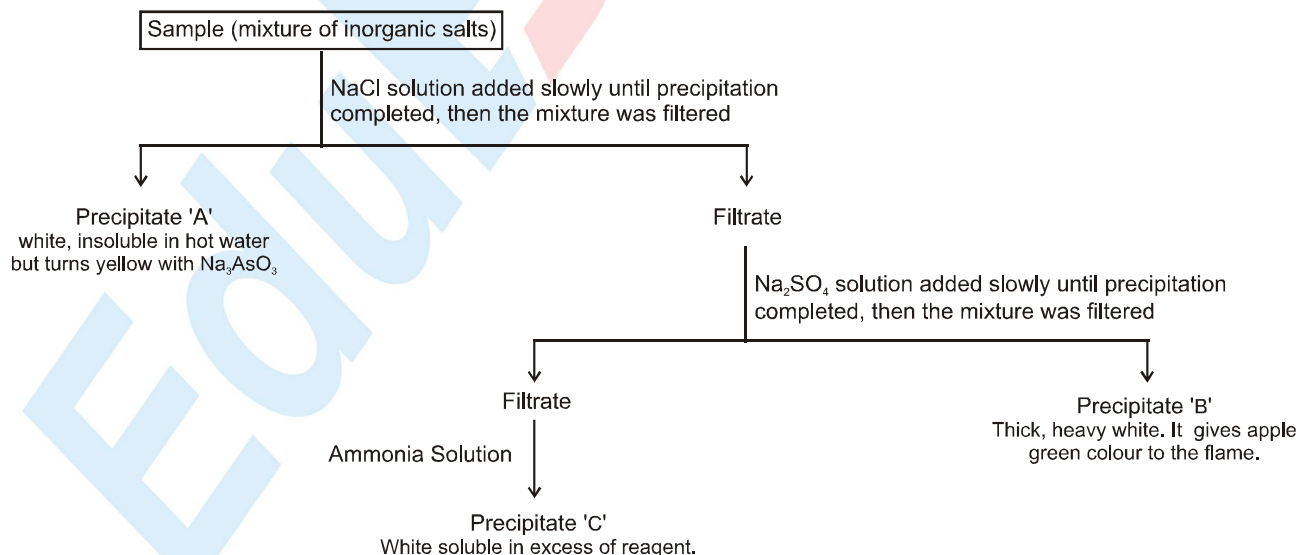 Sample (mixture of inorganic salts)
NaCl solution added slowly until precipitation
completed, then the mixture was filtered
Precipitate 'A'
white, insoluble in hot water
but turns yellow with Na₃AsO₃
Filtrate
Na₂SO₄ solution added slowly until precipitation
completed, then the mixture was filtered
Filtrate
Precipitate 'B'
Thick, heavy white. It gives apple
green colour to the flame.
Ammonia Solution
Precipitate 'C'
White soluble in excess of reagent.